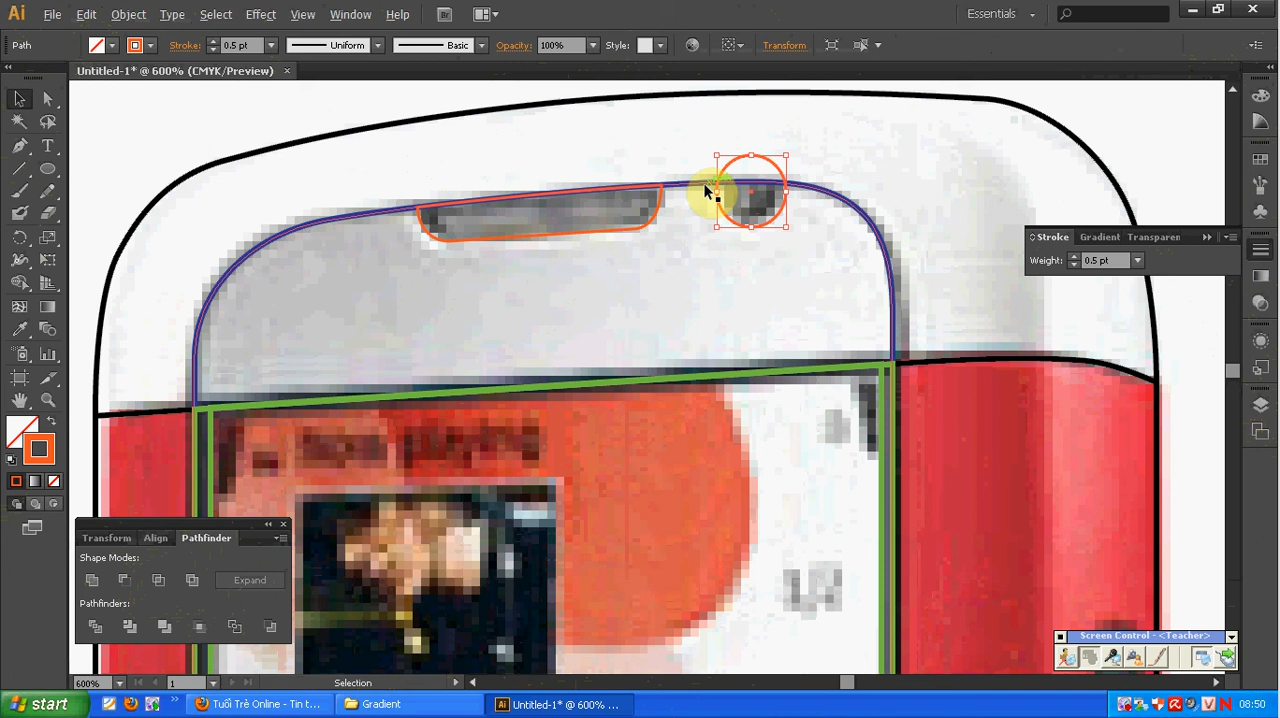 Ai File Edit Object Type Select Effect View Window Help Br Essentials
Path Stroke: 0.5 pt Uniform Basic Opacity: 100% Style: Transform
Untitled-1* @ 600% (CMYK/Preview) ×
Stroke Gradient Transparen
Weight: 0.5 pt
Transform Align Pathfinder
Shape Modes:
Expand
Pathfinders:
Screen Control - <Teacher>
600% 1 Selection
start Tuổi Trẻ Online - Tin t... Gradient Untitled-1* @ 600% ... 08:50